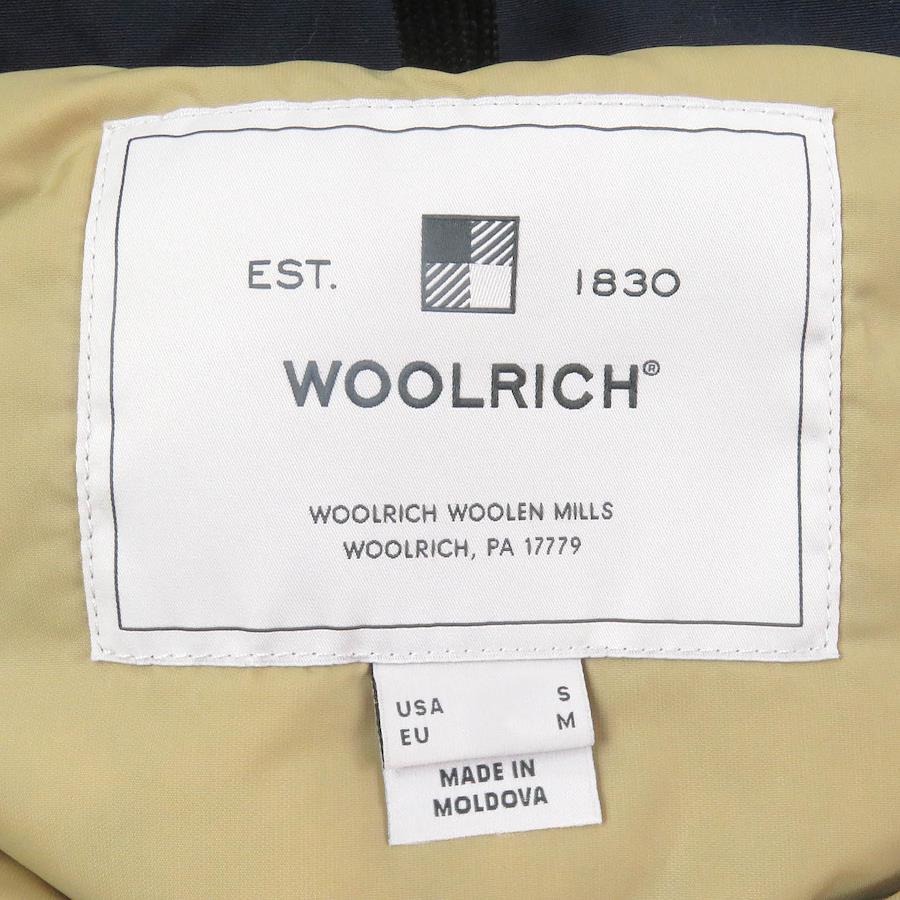 EST. 1830
WOOLRICH®
WOOLRICH WOOLEN MILLS
WOOLRICH, PA 17779
USA S
EU M
MADE IN
MOLDOVA